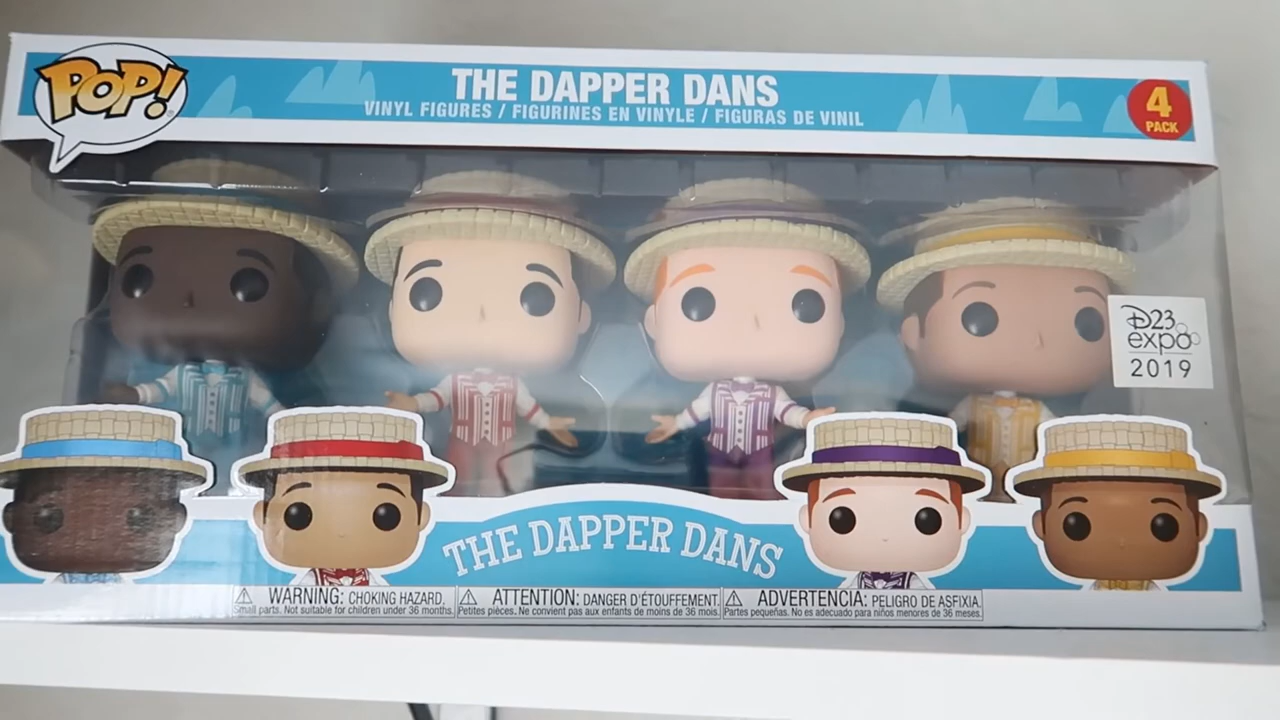 POP!
THE DAPPER DANS
VINYL FIGURES / FIGURINES EN VINYLE / FIGURAS DE VINIL
4
PACK
D23
expo
2019
THE DAPPER DANS
WARNING: CHOKING HAZARD.
Small parts. Not suitable for children under 36 months.
ATTENTION: DANGER D'ÉTOUFFEMENT.
Petites pièces. Ne convient pas aux enfants de moins de 36 mois.
ADVERTENCIA: PELIGRO DE ASFIXIA.
Partes pequeñas. No es adecuado para niños menores de 36 meses.